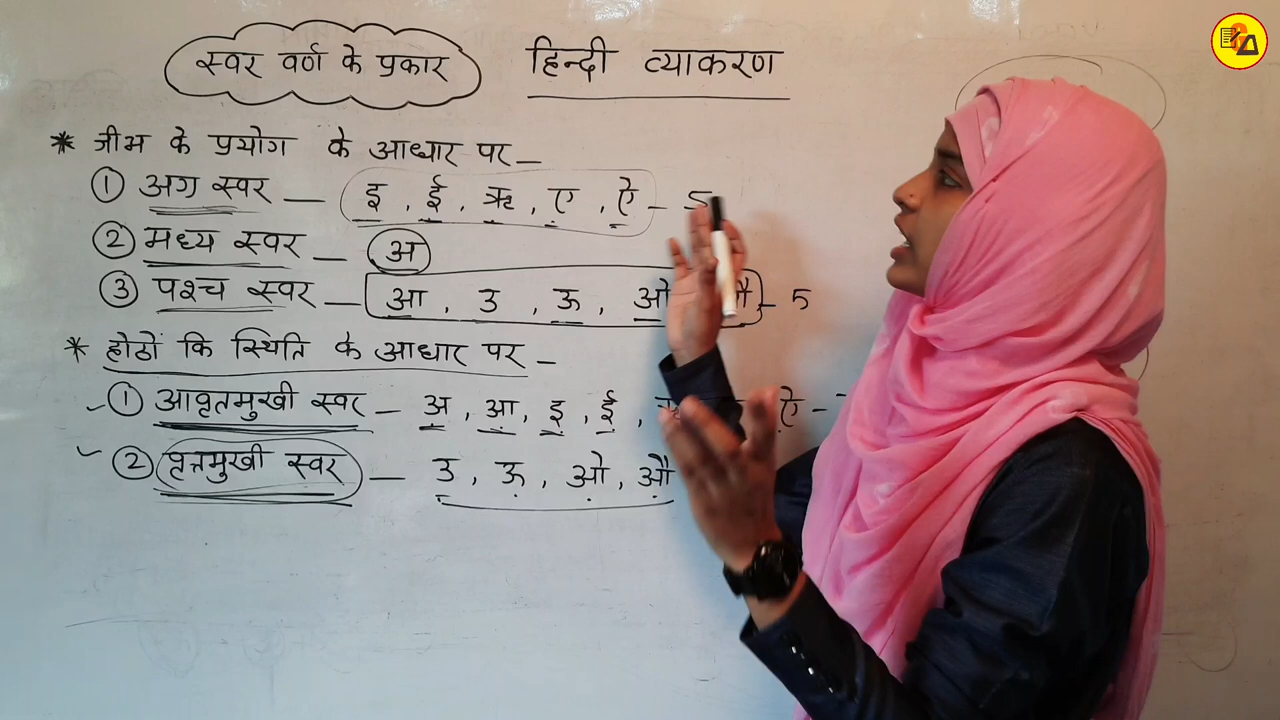 स्वर वर्ण के प्रकार हिन्दी व्याकरण
* जीभ के प्रयोग के आधार पर –
① अग्र स्वर – इ, ई, ऋ, ए, ऐ – 5
② मध्य स्वर – अ
③ पश्च स्वर – आ, उ, ऊ, ओ – 5
* होठों कि स्थिति के आधार पर –
① आवृतमुखी स्वर – अ, आ, इ, ई, ऐ –
② वृत्तमुखी स्वर – उ, ऊ, ओ, औ